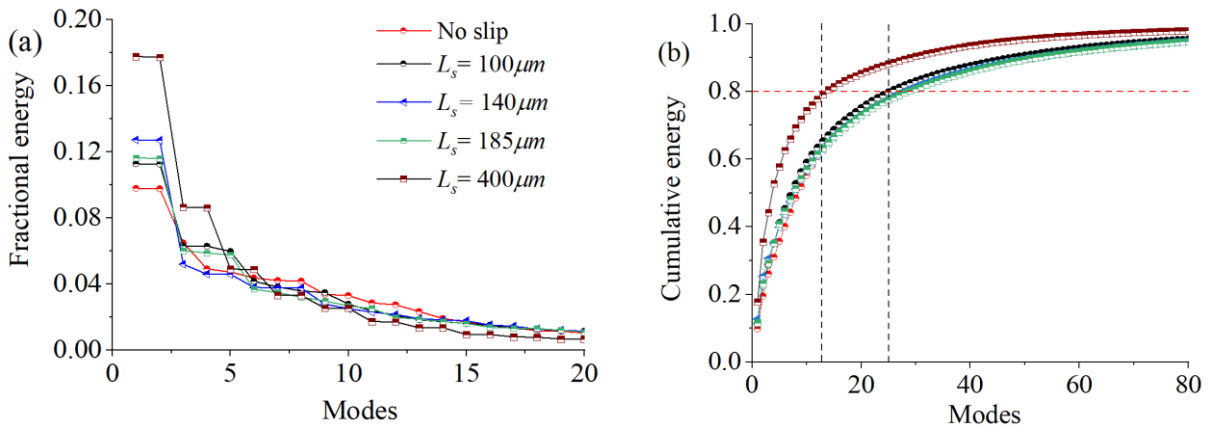 (a)
0.20
0.16
0.12
0.08
0.04
0.00
Fractional energy
No slip
Ls= 100μm
Ls= 140μm
Ls= 185μm
Ls= 400μm
0 5 10 15 20
Modes
(b)
1.0
0.8
0.6
0.4
0.2
0.0
Cumulative energy
0 20 40 60 80
Modes